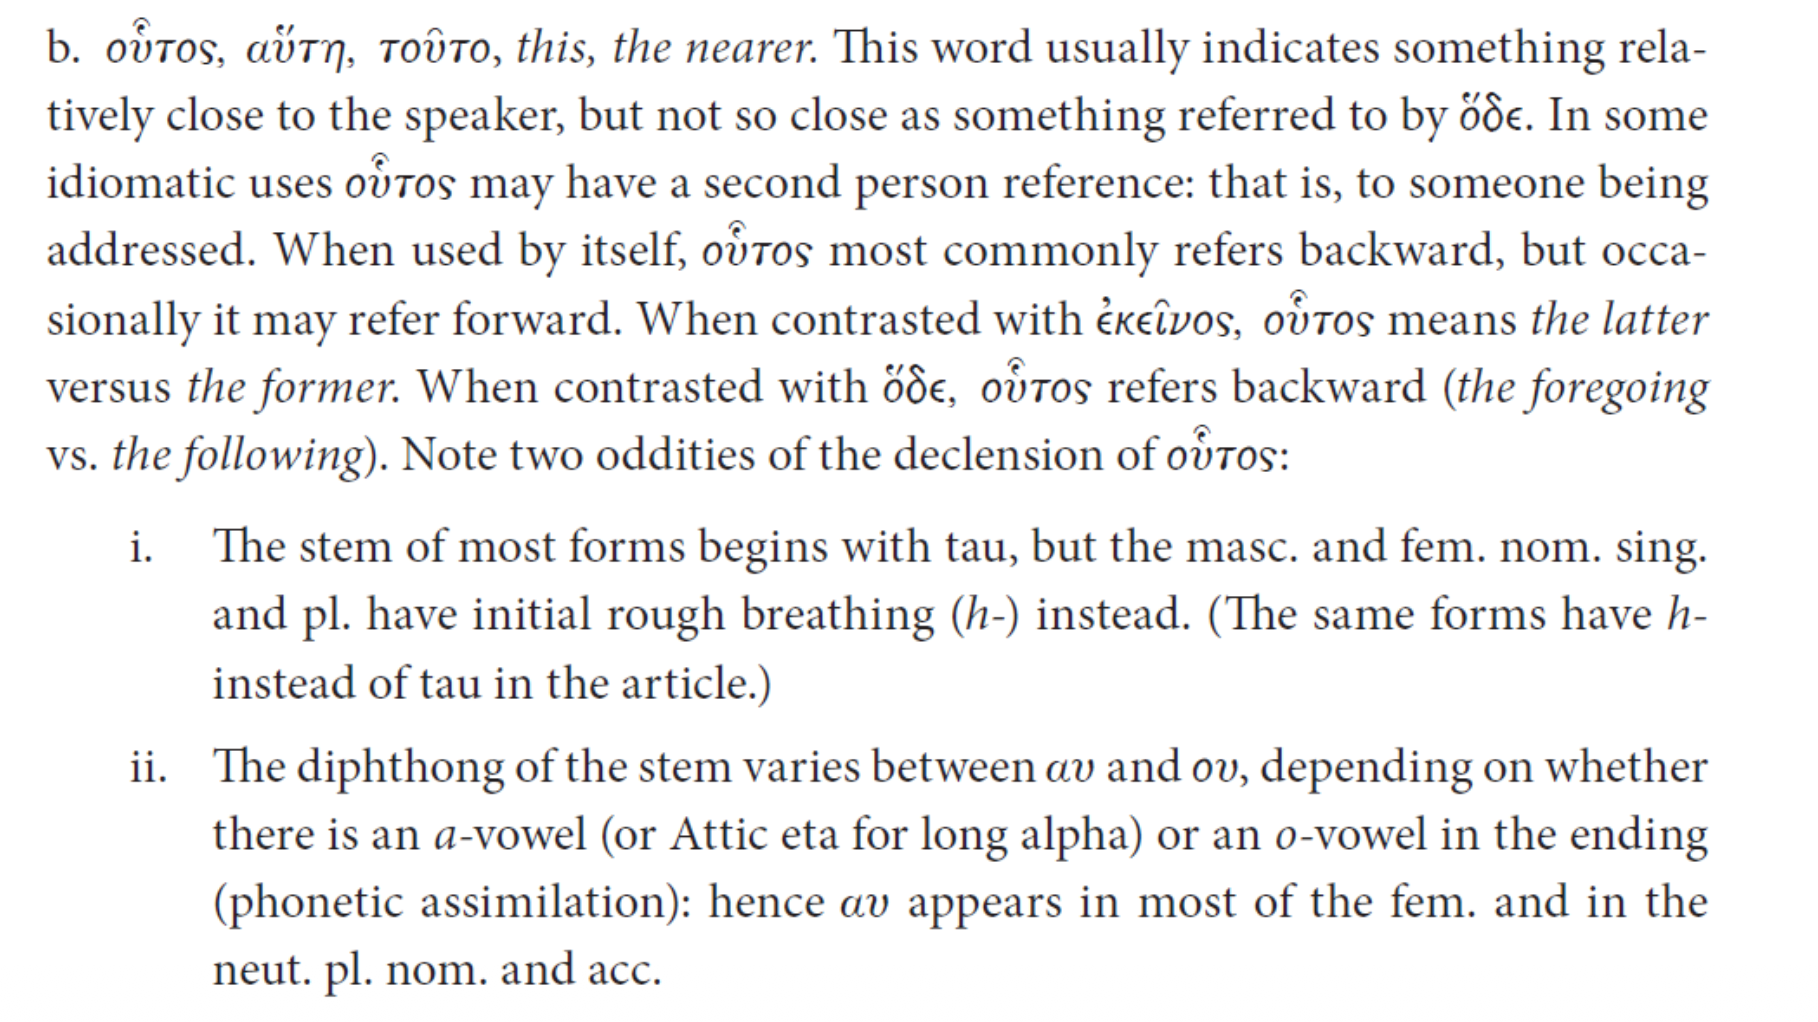 b. οὗτος, αὕτη, τοῦτο, this, the nearer. This word usually indicates something rela-
tively close to the speaker, but not so close as something referred to by ὅδε. In some
idiomatic uses οὗτος may have a second person reference: that is, to someone being
addressed. When used by itself, οὗτος most commonly refers backward, but occa-
sionally it may refer forward. When contrasted with ἐκεῖνος, οὗτος means the latter
versus the former. When contrasted with ὅδε, οὗτος refers backward (the foregoing
vs. the following). Note two oddities of the declension of οὗτος:
i. The stem of most forms begins with tau, but the masc. and fem. nom. sing.
and pl. have initial rough breathing (h-) instead. (The same forms have h-
instead of tau in the article.)
ii. The diphthong of the stem varies between αυ and ου, depending on whether
there is an a-vowel (or Attic eta for long alpha) or an o-vowel in the ending
(phonetic assimilation): hence αυ appears in most of the fem. and in the
neut. pl. nom. and acc.